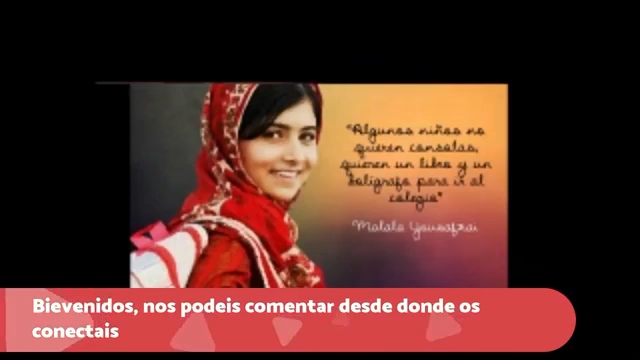 "Algunos niños no
quieren consolas,
quieren un libro y un
bolígrafo para ir al
colegio"
Malala Yousafzai
Bievenidos, nos podeis comentar desde donde os
conectais